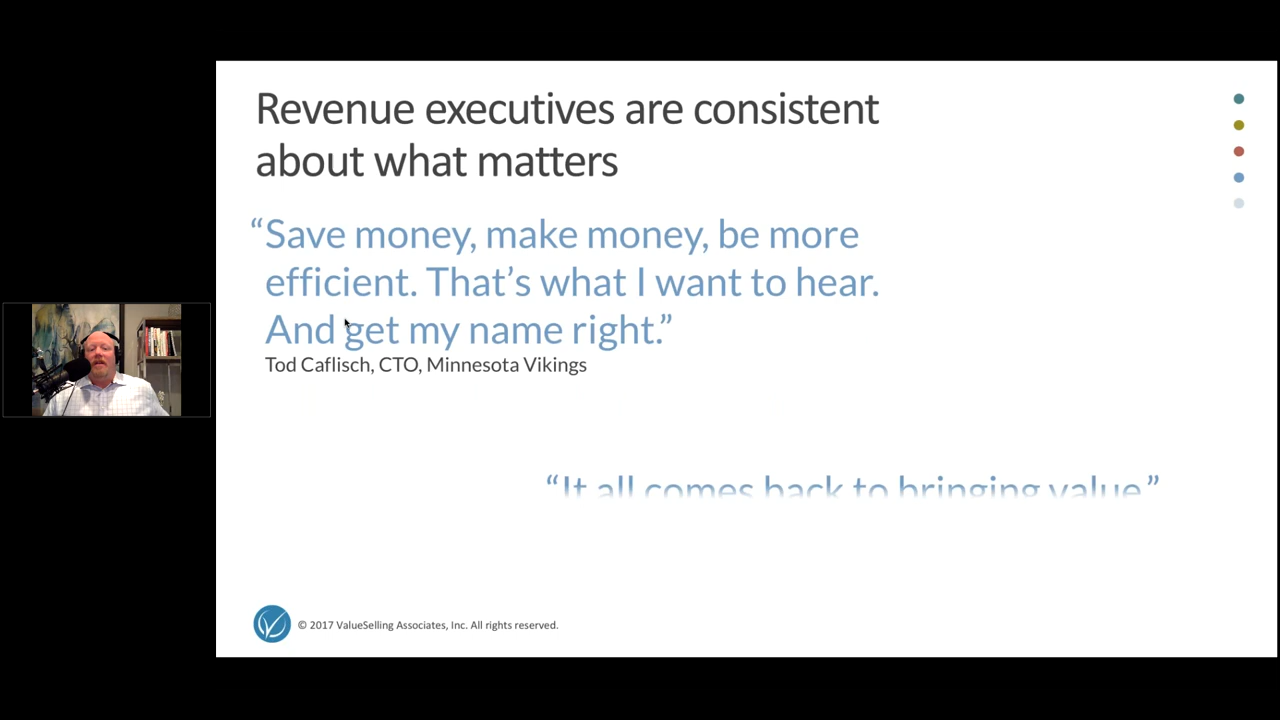 Revenue executives are consistent
about what matters
“Save money, make money, be more
efficient. That’s what I want to hear.
And get my name right.”
Tod Caflisch, CTO, Minnesota Vikings
“It all comes back to bringing value”
© 2017 ValueSelling Associates, Inc. All rights reserved.